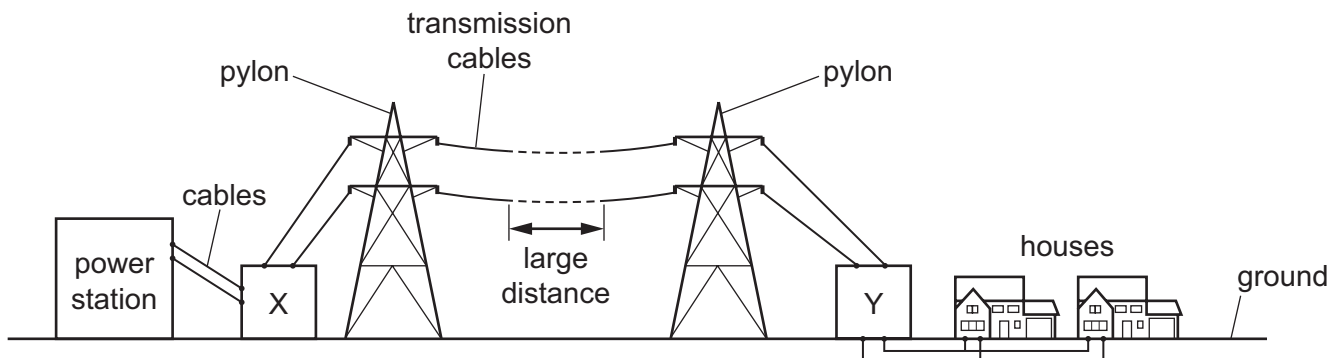 transmission
cables
pylon
pylon
cables
power
station
X
large
distance
Y
houses
ground